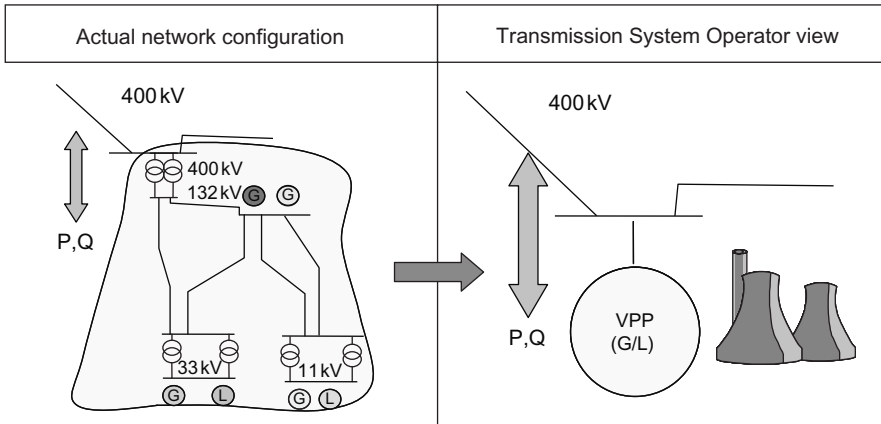 Actual network configuration
Transmission System Operator view
400 kV
400 kV
132 kV
G
G
P,Q
33 kV
11 kV
G
L
G
L
400 kV
P,Q
VPP
(G/L)